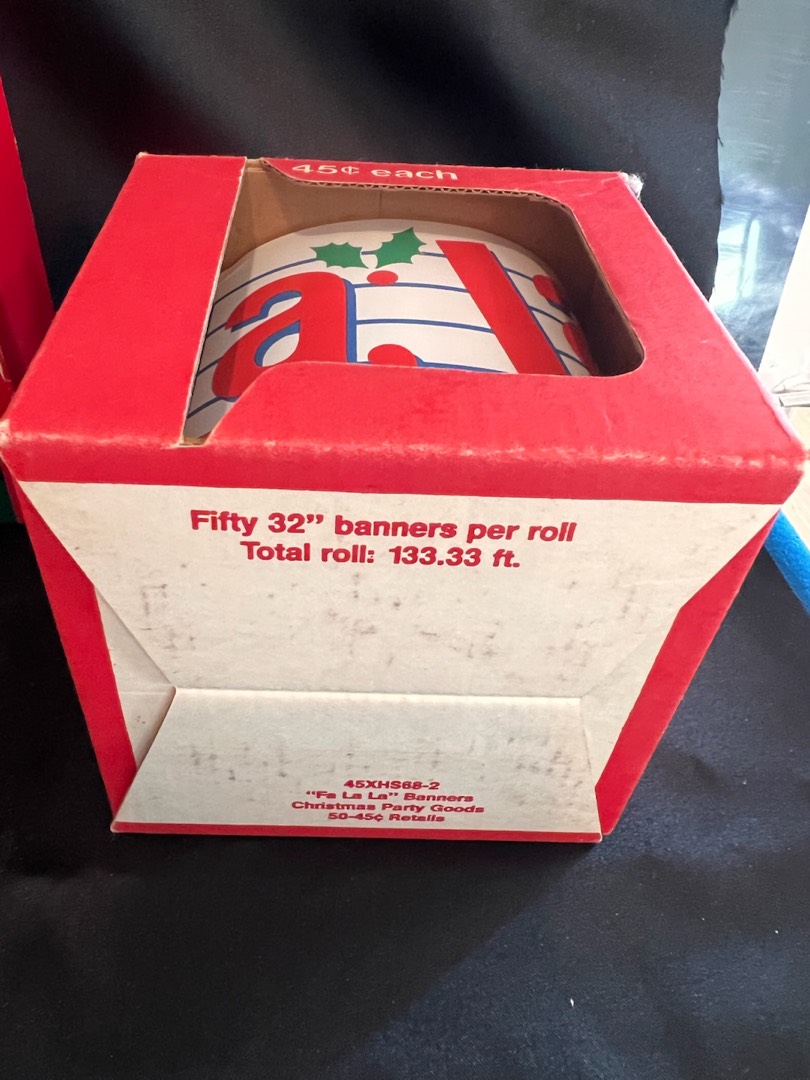 45¢ each
a·l
Fifty 32” banners per roll
Total roll: 133.33 ft.
45XHS68-2
“Fa La La” Banners
Christmas Party Goods
50-45¢ Retails